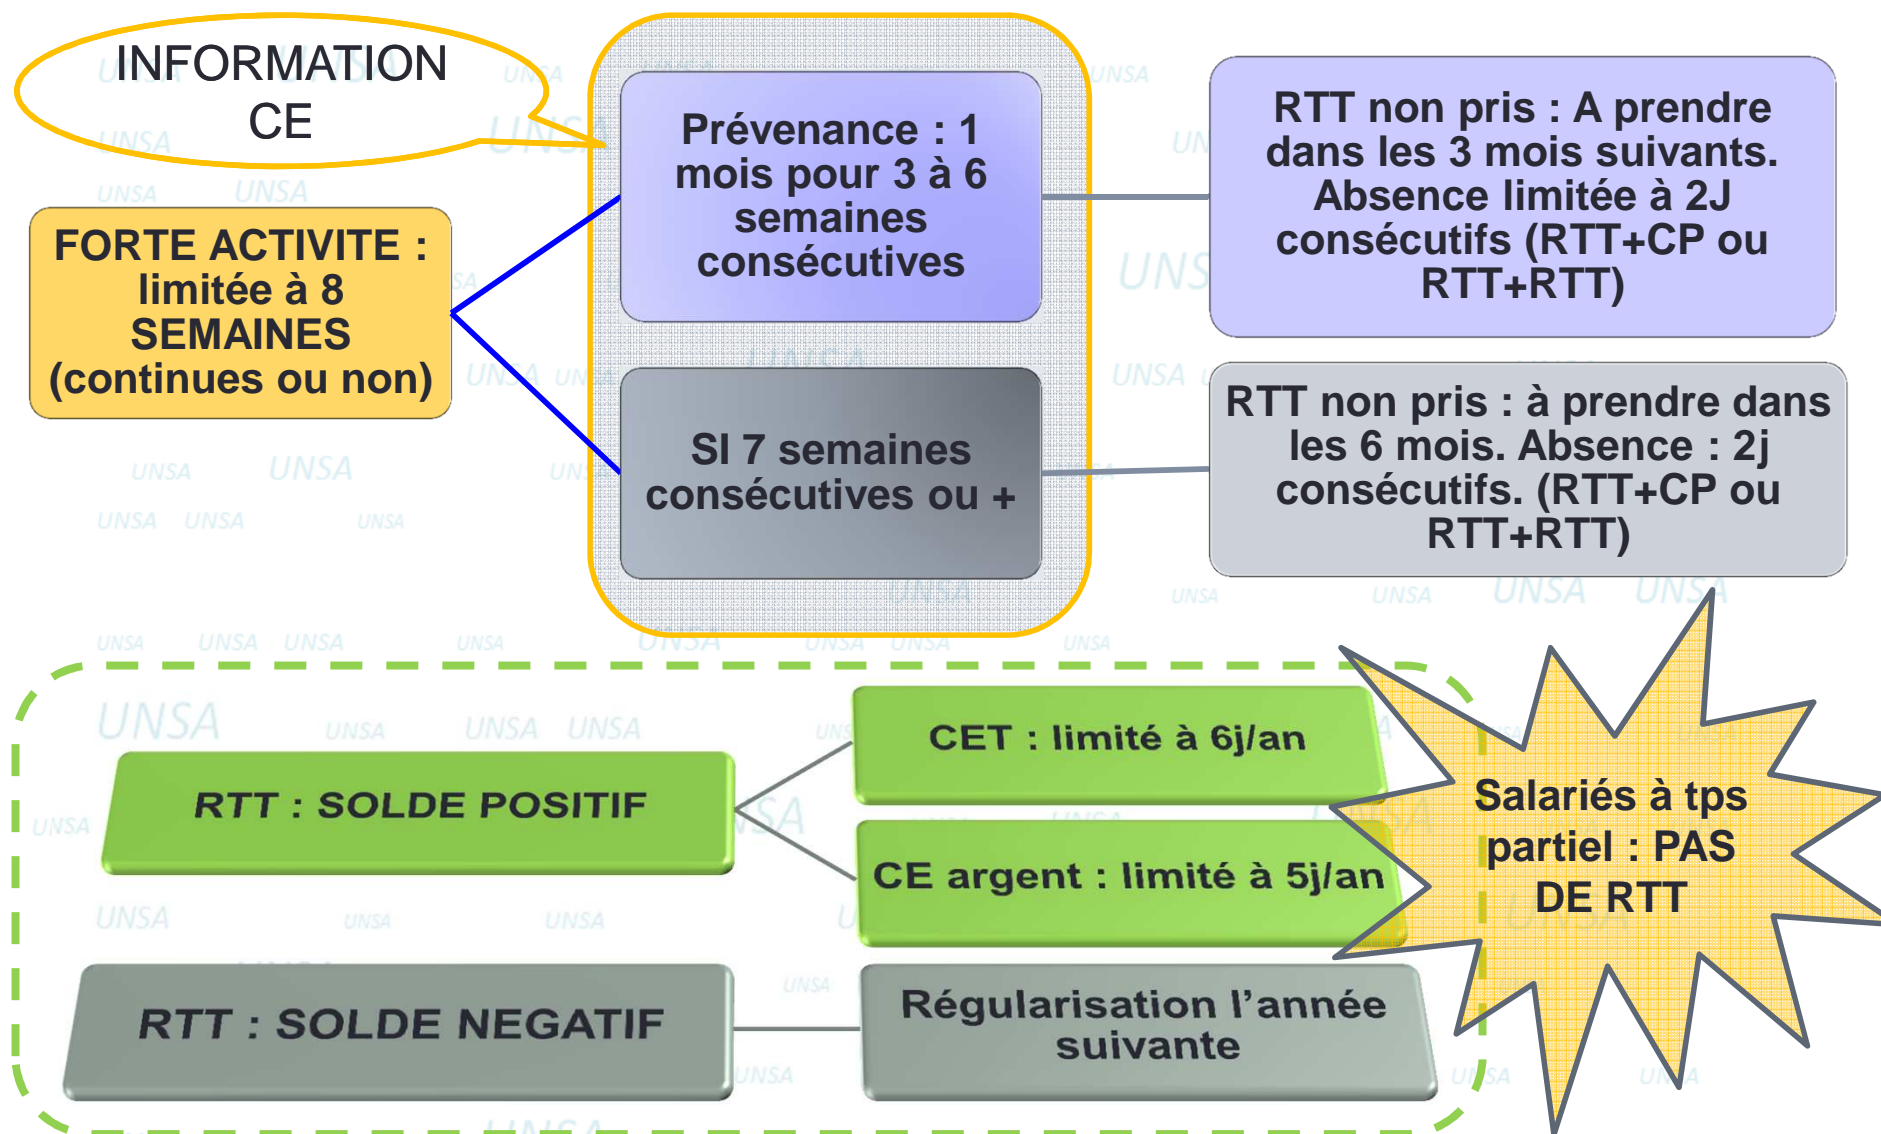 INFORMATION
CE
FORTE ACTIVITE :
limitée à 8
SEMAINES
(continues ou non)
Prévenance : 1
mois pour 3 à 6
semaines
consécutives
RTT non pris : A prendre
dans les 3 mois suivants.
Absence limitée à 2J
consécutifs (RTT+CP ou
RTT+RTT)
SI 7 semaines
consécutives ou +
RTT non pris : à prendre dans
les 6 mois. Absence : 2j
consécutifs. (RTT+CP ou
RTT+RTT)
RTT : SOLDE POSITIF
CET : limité à 6j/an
CE argent : limité à 5j/an
RTT : SOLDE NEGATIF
Régularisation l'année
suivante
Salariés à tps
partiel : PAS
DE RTT
UNSA